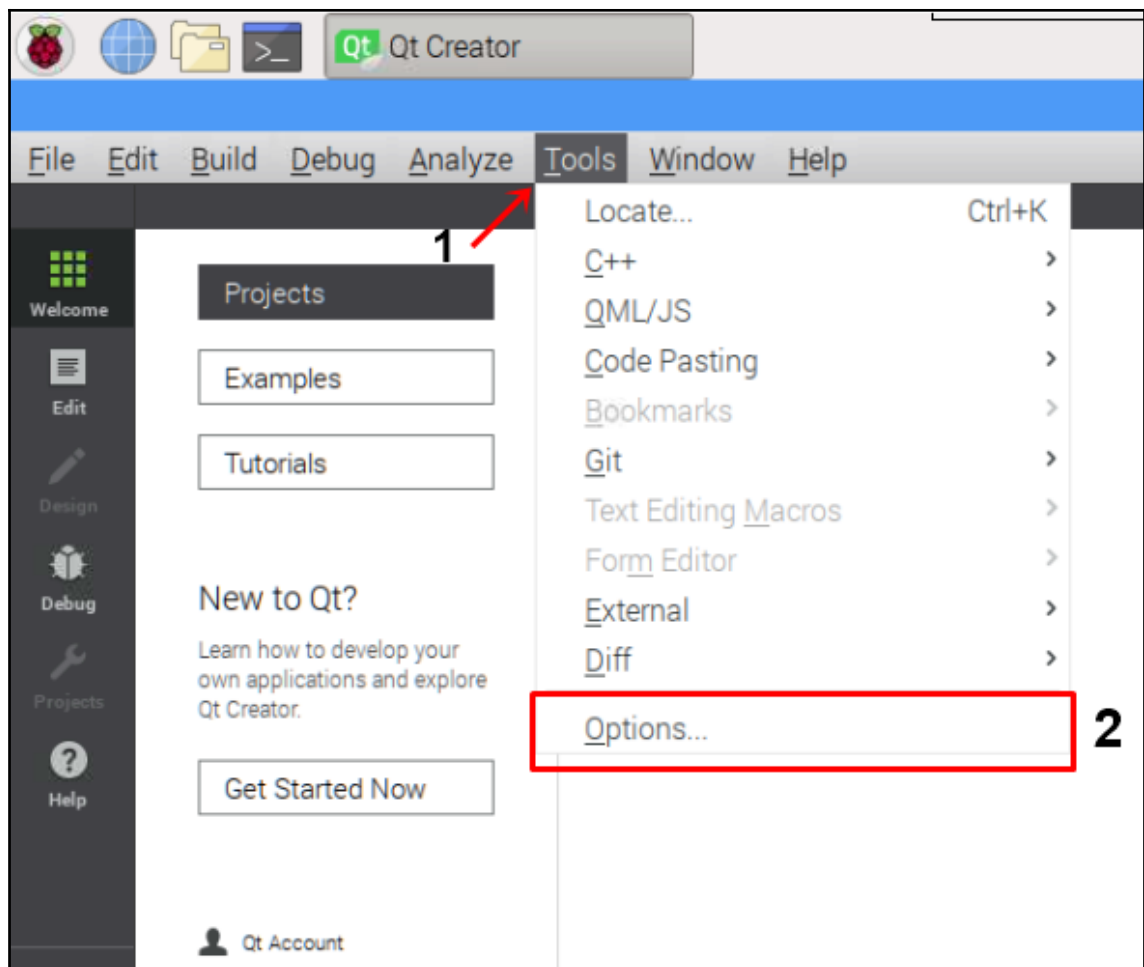 Qt Qt Creator
File Edit Build Debug Analyze Tools Window Help
1
Locate... Ctrl+K
C++
QML/JS
Code Pasting
Bookmarks
Git
Text Editing Macros
Form Editor
External
Diff
Options...
2
Welcome
Edit
Design
Debug
Projects
Help
Projects
Examples
Tutorials
New to Qt?
Learn how to develop your
own applications and explore
Qt Creator.
Get Started Now
Qt Account